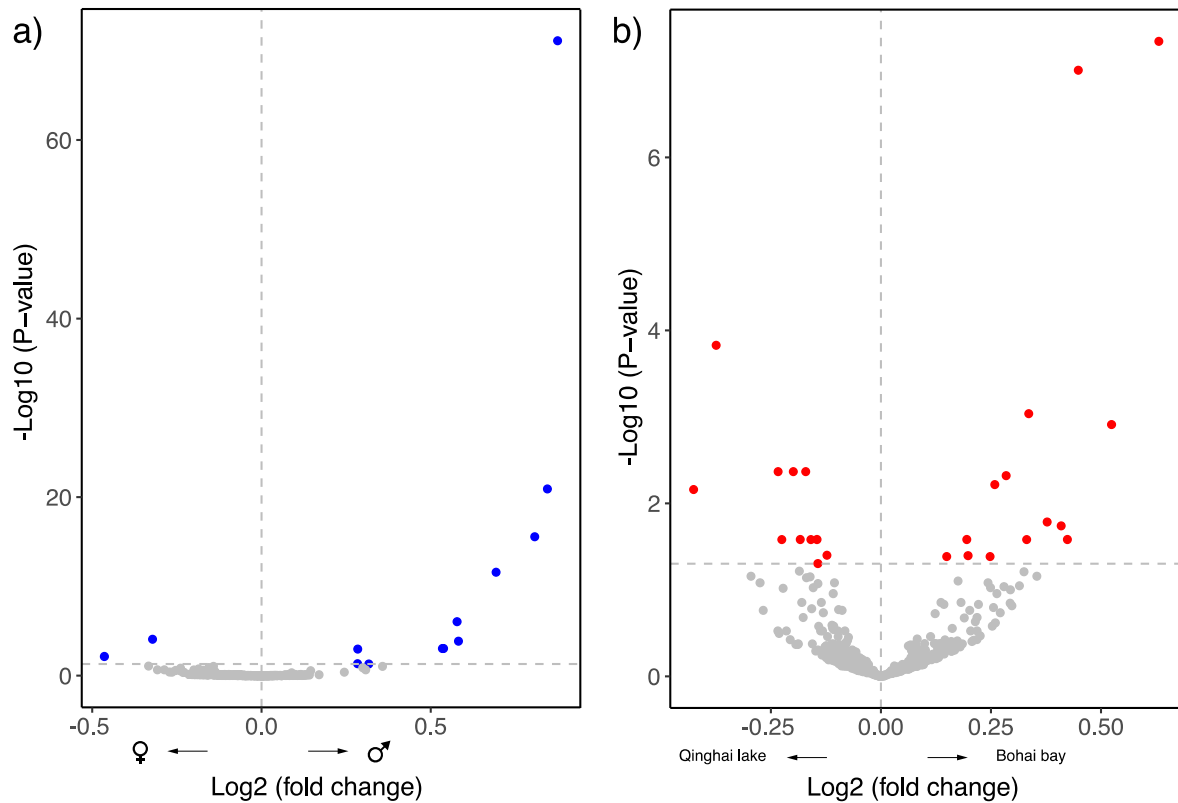 a)
-Log10 (P−value)
60
40
20
0
-0.5
0.0
0.5
♀ ← → ♂
Log2 (fold change)
b)
-Log10 (P−value)
6
4
2
0
-0.25
0.00
0.25
0.50
Qinghai lake ← → Bohai bay
Log2 (fold change)